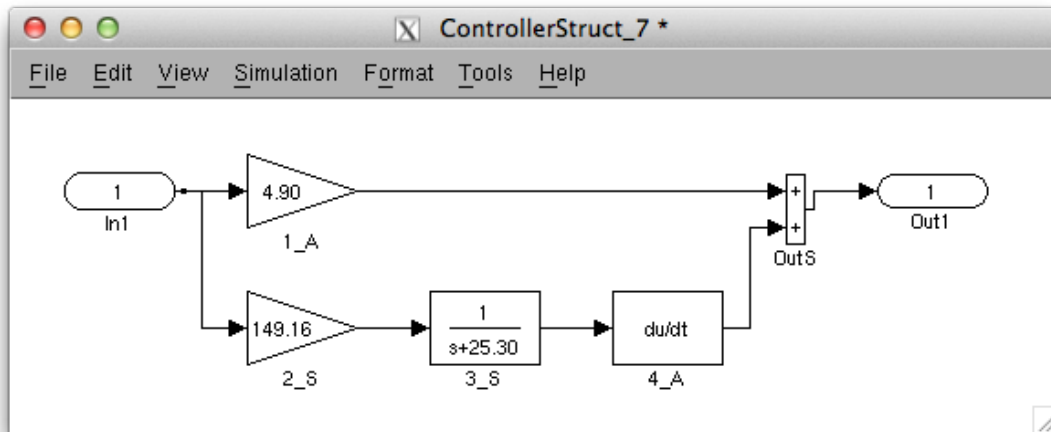 ControllerStruct_7 *
File Edit View Simulation Format Tools Help
1
In1
4.90
1_A
+
+
OutS
1
Out1
149.16
2_S
1
s+25.30
3_S
du/dt
4_A